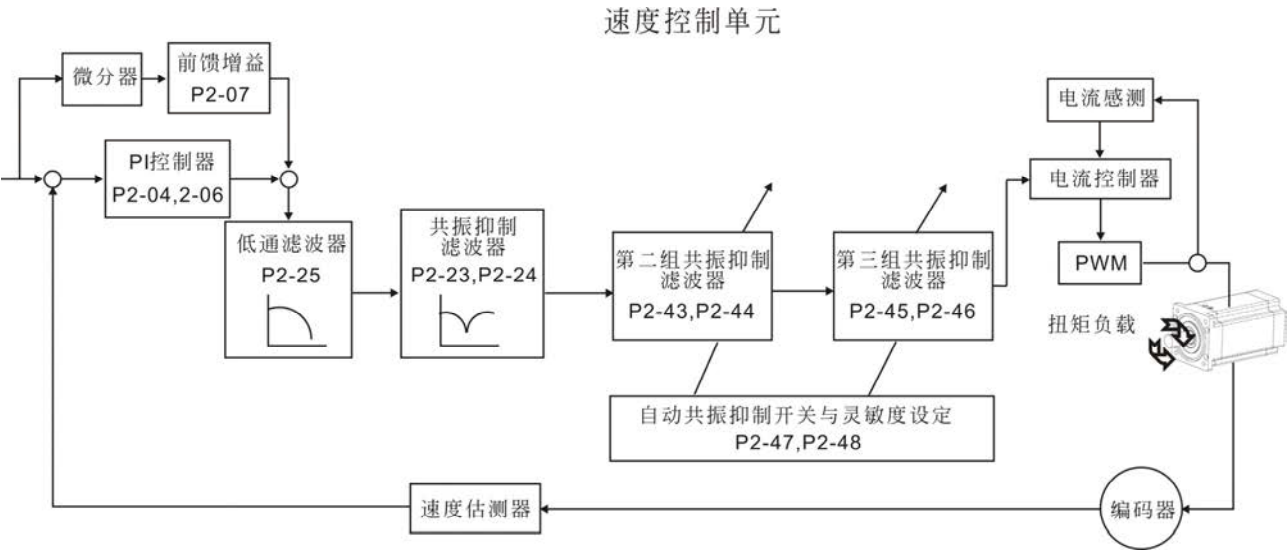 速度控制单元
微分器
前馈增益
P2-07
PI控制器
P2-04,2-06
低通滤波器
P2-25
共振抑制
滤波器
P2-23,P2-24
第二组共振抑制
滤波器
P2-43,P2-44
第三组共振抑制
滤波器
P2-45,P2-46
自动共振抑制开关与灵敏度设定
P2-47,P2-48
电流感测
电流控制器
PWM
扭矩负载
速度估测器
编码器